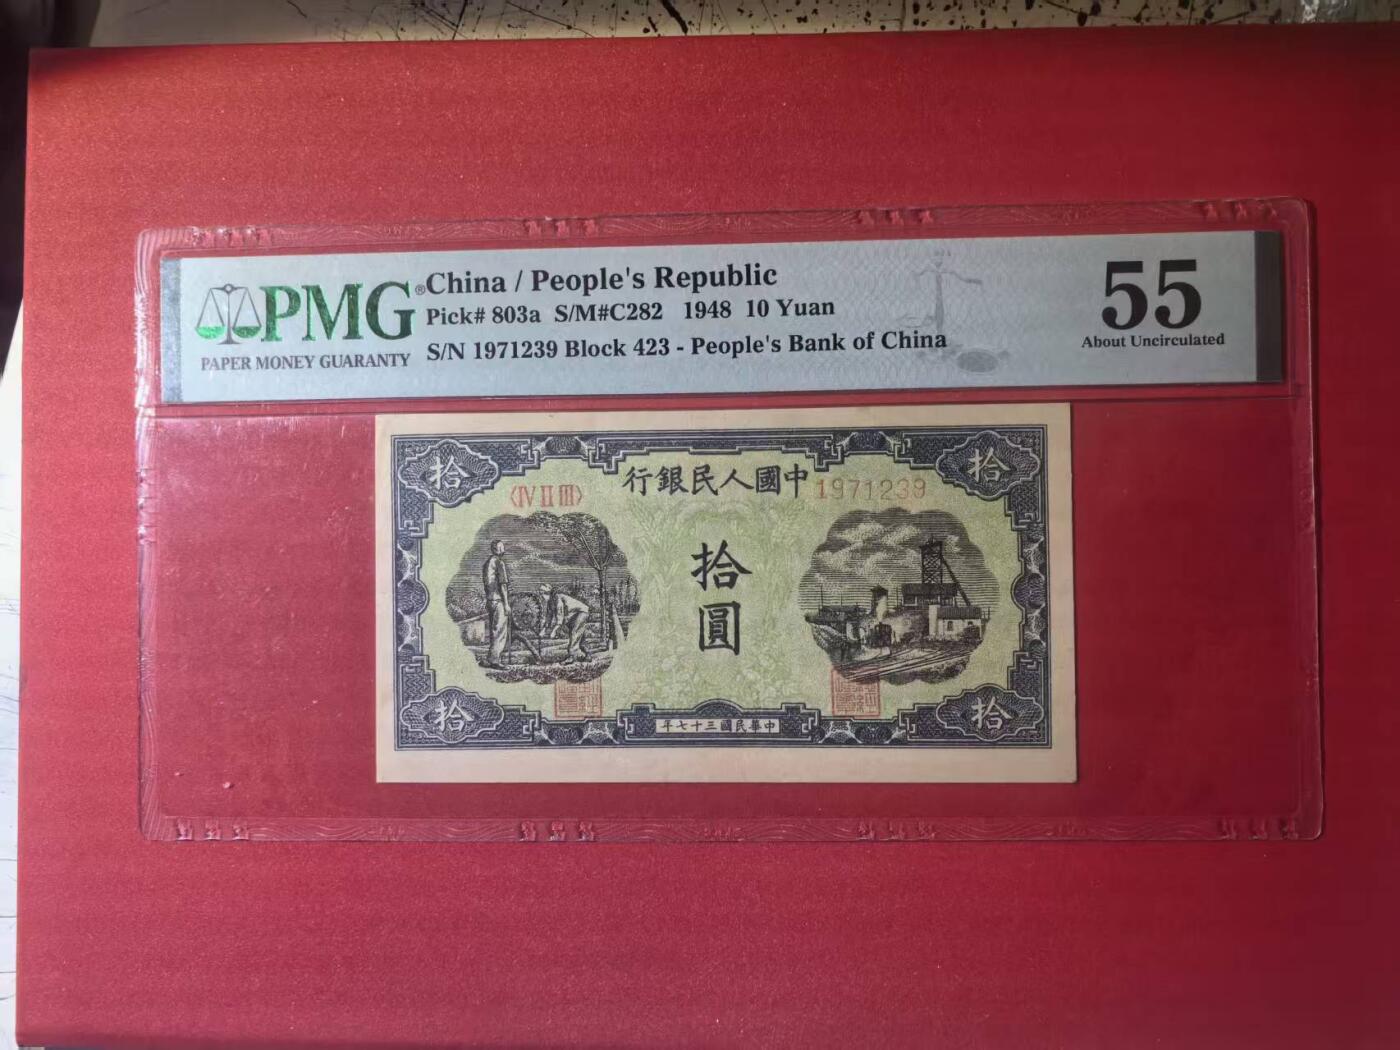 PMG®
PAPER MONEY GUARANTY
China / People's Republic
Pick# 803a S/M#C282 1948 10 Yuan
S/N 1971239 Block 423 - People's Bank of China
55
About Uncirculated
拾
行銀民人國中
拾
〈IV II III〉
1971239
拾
圓
拾
年七十三國民華中
拾